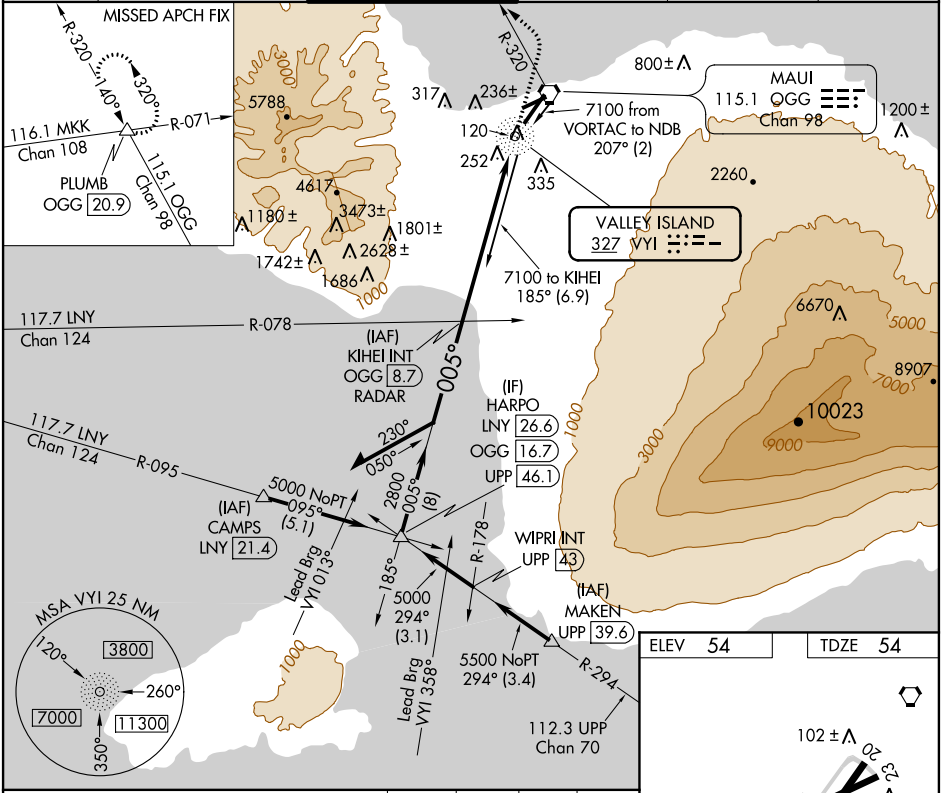 MISSED APCH FIX
R-320
140°
320°
R-071
116.1 MKK
Chan 108
PLUMB
OGG 20.9
115.1 OGG
Chan 98
3000
5788
4617
3473±
1180 ±
1801±
2628±
1742±
1686
1000
R-320
317
236±
120
252
335
800±
7100 from
VORTAC to NDB
207° (2)
MAUI
115.1 OGG
Chan 98
1200 ±
2260
VALLEY ISLAND
327 VYI
7100 to KIHEI
185° (6.9)
117.7 LNY
Chan 124
R-078
(IAF)
KIHEI INT
OGG 8.7
RADAR
005°
6670
5000
8907
7000
10023
9000
1000
3000
(IF)
HARPO
LNY 26.6
OGG 16.7
UPP 46.1
230°
050°
117.7 LNY
Chan 124
R-095
5000 NoPT
095°
(5.1)
2800
005°
(8)
(IAF)
CAMPS
LNY 21.4
R-178
WIPRI INT
UPP 43
Lead Brg
VYI 013°
185°
5000
294°
(3.1)
(IAF)
MAKEN
UPP 39.6
Lead Brg
VYI 358°
5500 NoPT
294° (3.4)
R-294
112.3 UPP
Chan 70
1000
MSA VYI 25 NM
120°
3800
260°
7000
11300
350°
ELEV 54
TDZE 54
102 ±
20
23